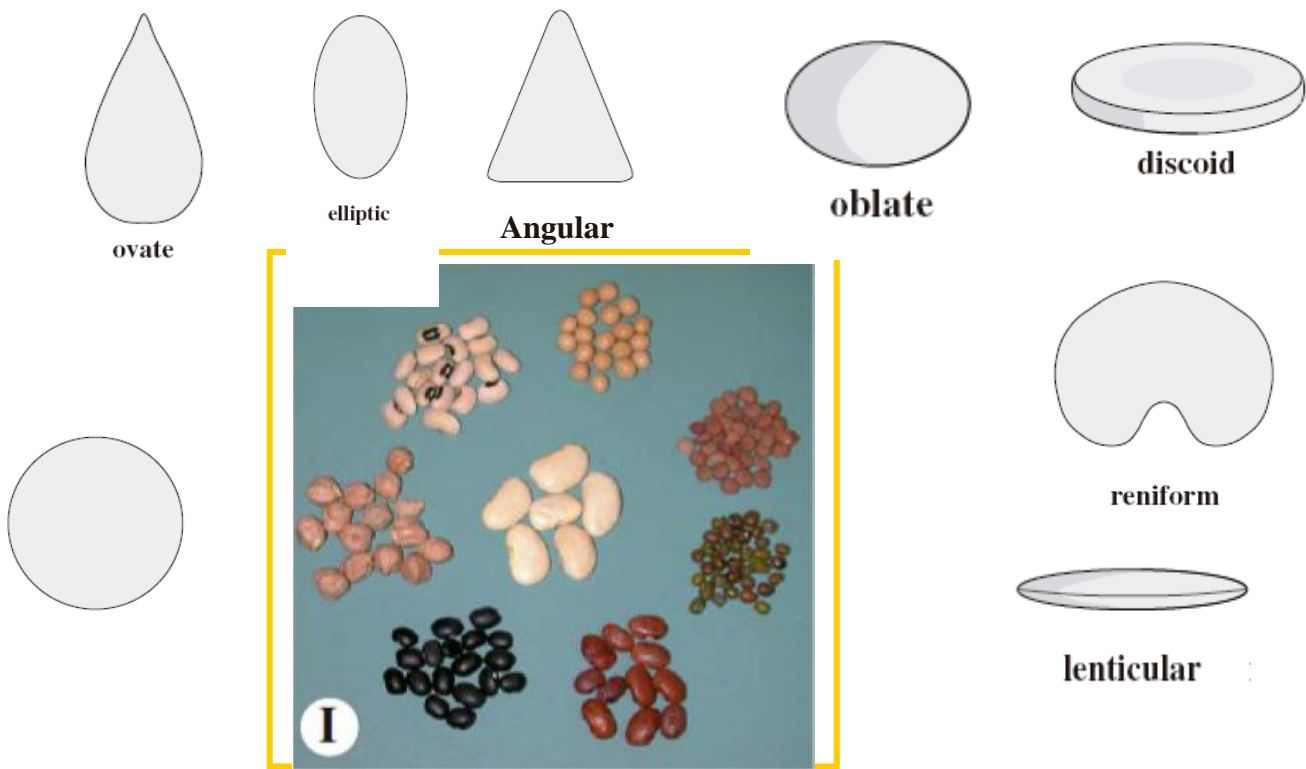 ovate
elliptic
Angular
oblate
discoid
reniform
lenticular
I